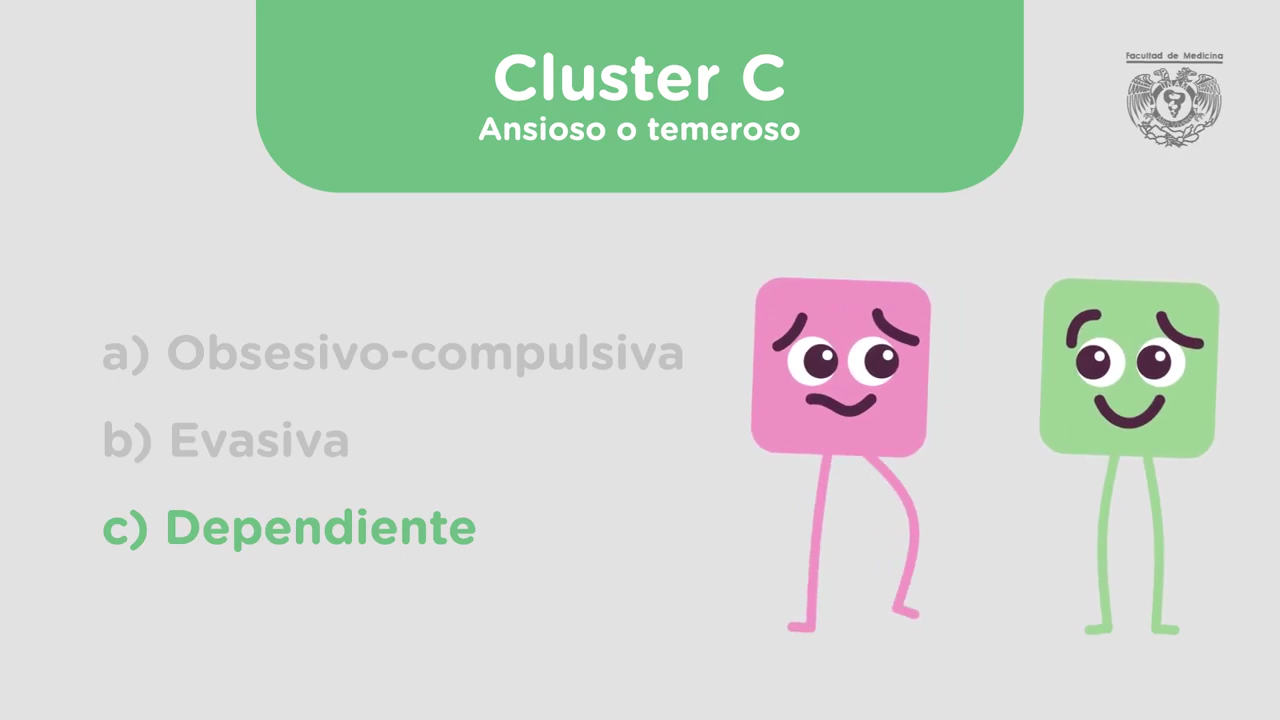 Cluster C
Ansioso o temeroso
Facultad de Medicina
a) Obsesivo-compulsiva
b) Evasiva
c) Dependiente